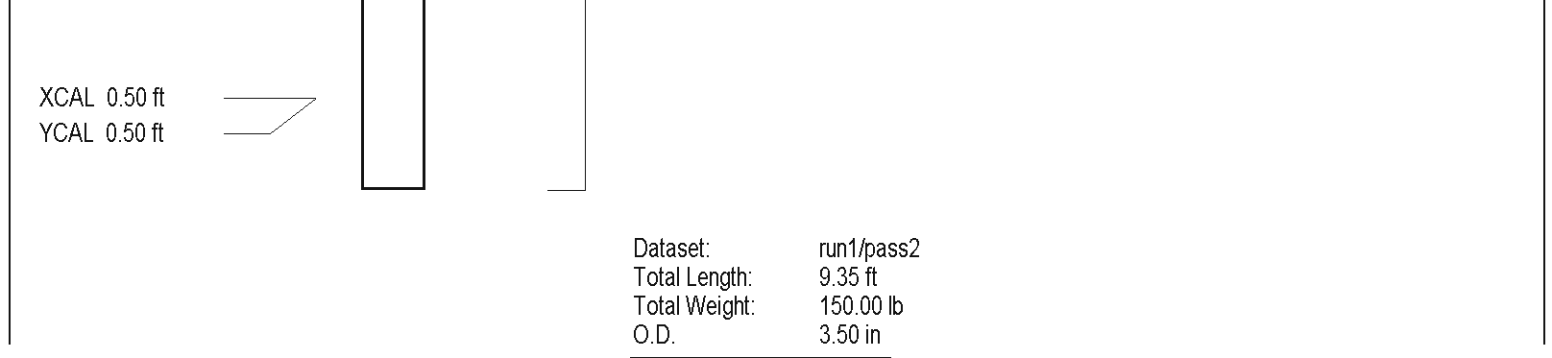 XCAL 0.50 ft
YCAL 0.50 ft
Dataset: run1/pass2
Total Length: 9.35 ft
Total Weight: 150.00 lb
O.D. 3.50 in